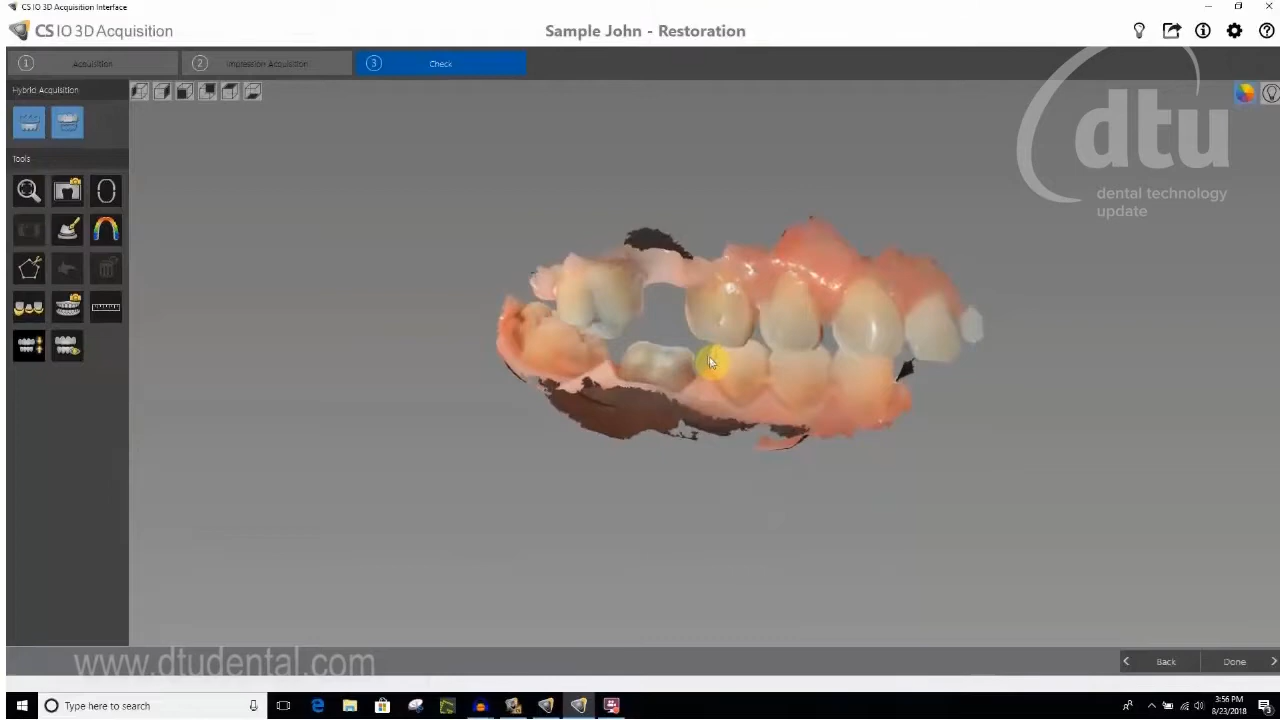 CS IO 3D Acquisition Interface
CS IO 3D Acquisition
Sample John - Restoration
1 Acquisition
2 Impression Acquisition
3 Check
Hybrid Acquisition
Tools
dtu
dental technology
update
www.dtudental.com
Back
Done
Type here to search
3:56 PM
8/23/2018
3